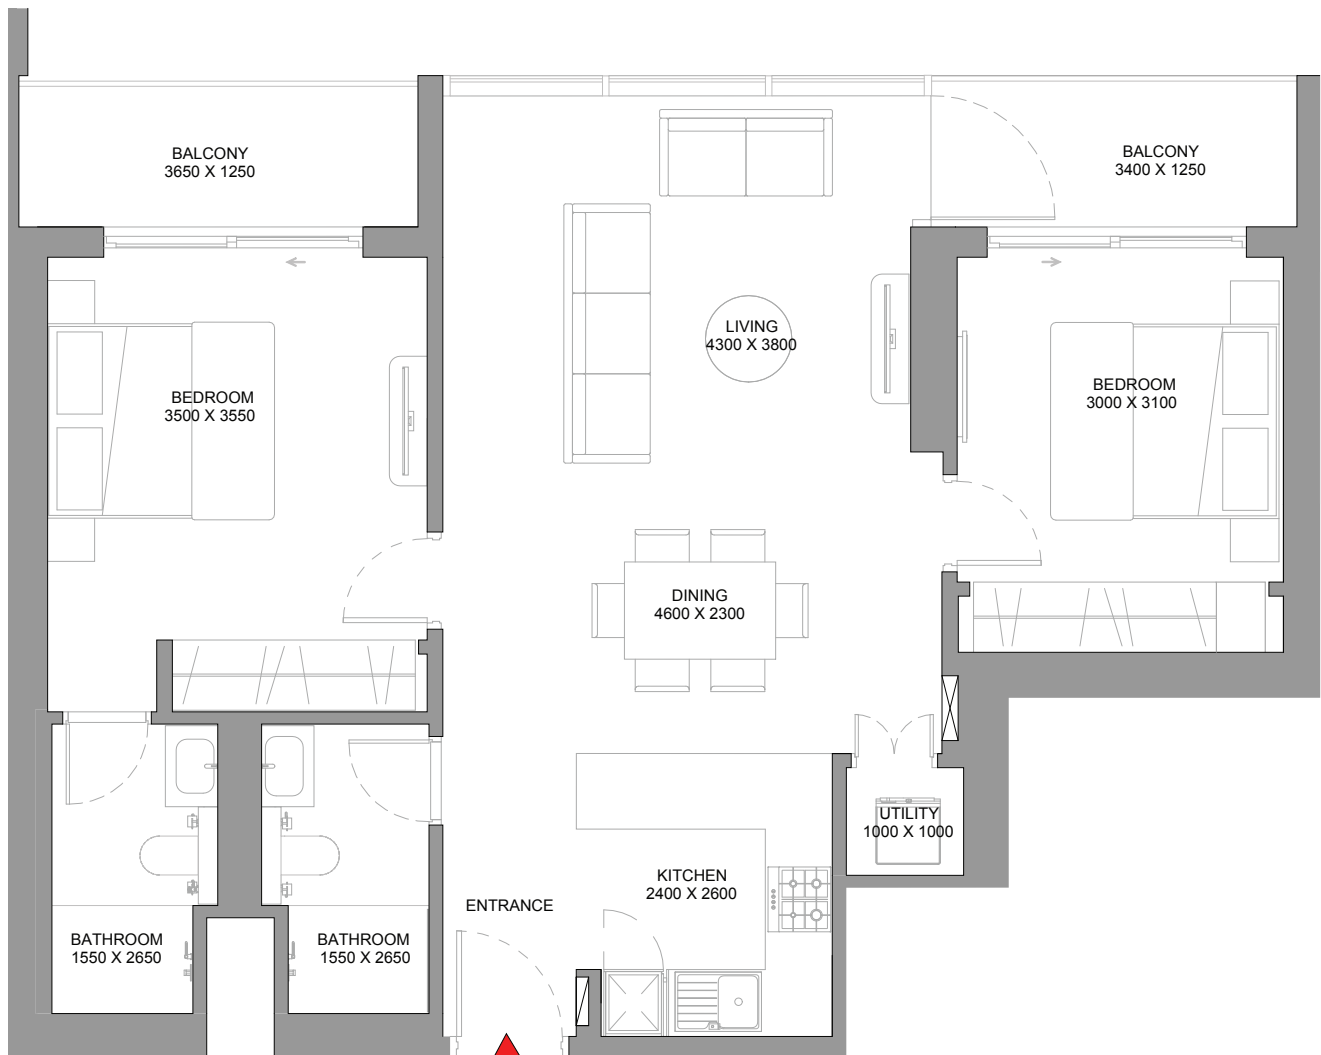 BALCONY
3650 X 1250
BALCONY
3400 X 1250
LIVING
4300 X 3800
BEDROOM
3500 X 3550
BEDROOM
3000 X 3100
DINING
4600 X 2300
UTILITY
1000 X 1000
KITCHEN
2400 X 2600
ENTRANCE
BATHROOM
1550 X 2650
BATHROOM
1550 X 2650